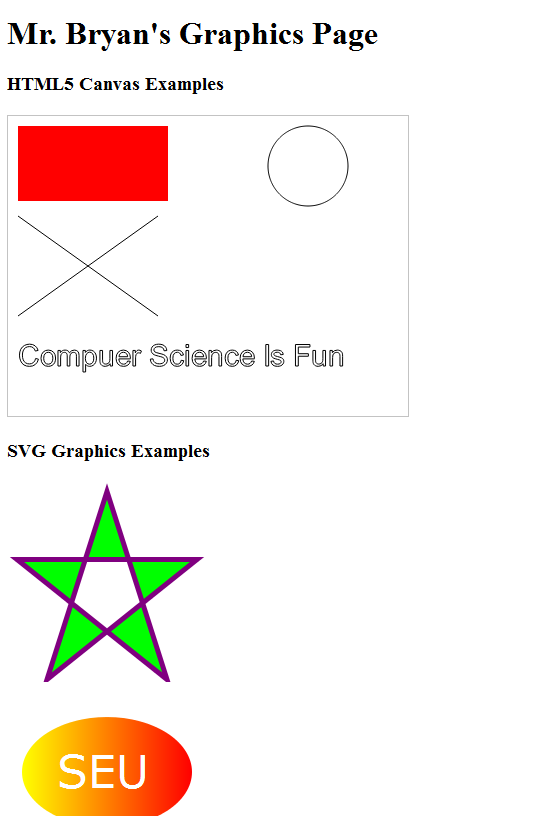 Mr. Bryan's Graphics Page
HTML5 Canvas Examples
Compuer Science Is Fun
SVG Graphics Examples
SEU